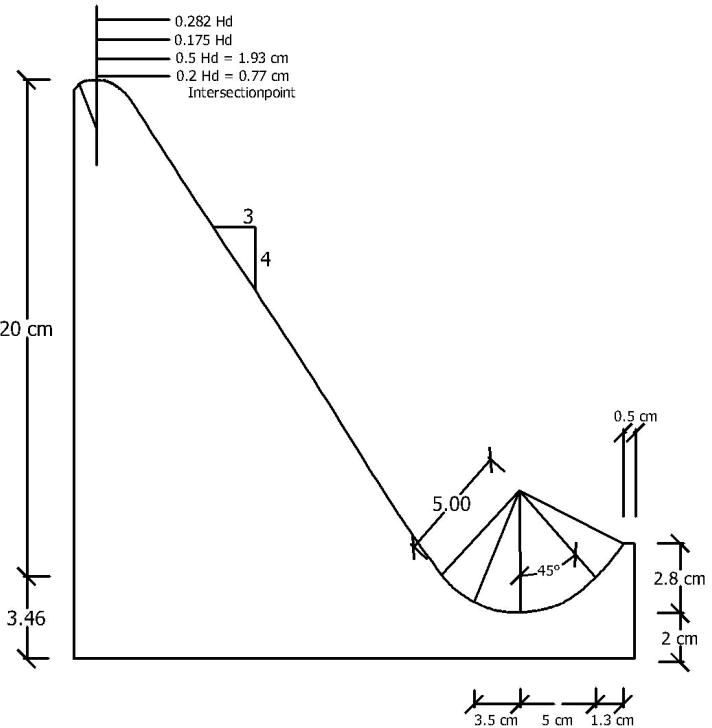 0.282 Hd
0.175 Hd
0.5 Hd = 1.93 cm
0.2 Hd = 0.77 cm
Intersectionpoint
3
4
20 cm
0.5 cm
5.00
45°
2.8 cm
3.46
2 cm
3.5 cm
5 cm
1.3 cm